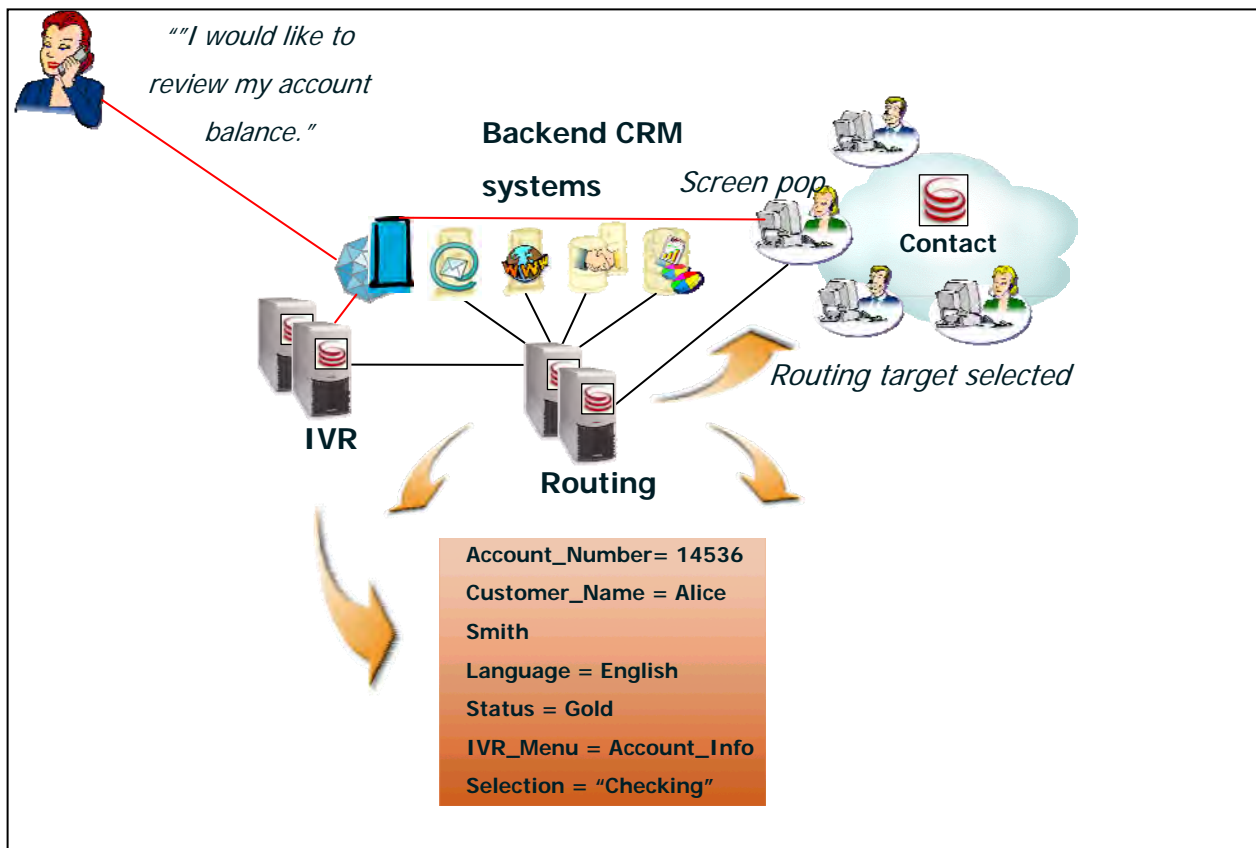 “"I would like to
review my account
balance.”
Backend CRM
systems
Screen pop
Contact
WWW
IVR
Routing
Routing target selected
Account_Number= 14536
Customer_Name = Alice
Smith
Language = English
Status = Gold
IVR_Menu = Account_Info
Selection = “Checking”